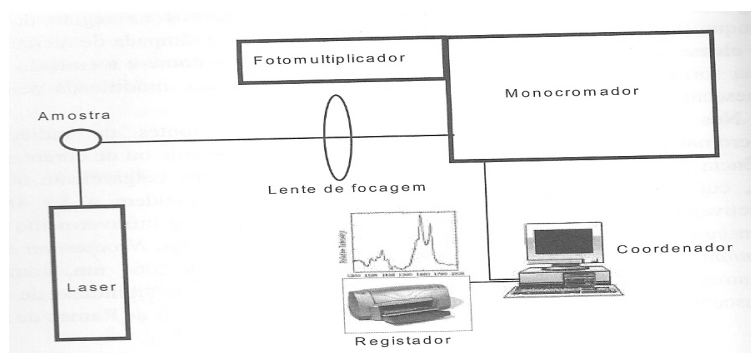 Fotomultiplicador
Monocromador
Amostra
Lente de focagem
Laser
Coordenador
Registador